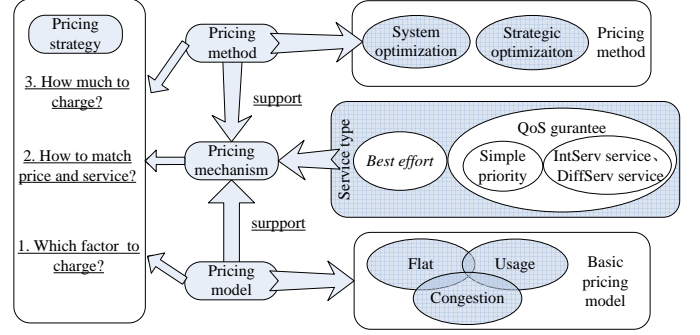 Pricing
strategy
3. How much to
charge?
2. How to match
price and service?
1. Which factor to
charge?
Pricing
method
support
Pricing
mechanism
surpport
Pricing
model
System
optimization
Strategic
optimizaiton
Pricing
method
Service type
Best effort
QoS gurantee
Simple
priority
IntServ service、
DiffServ service
Flat
Usage
Congestion
Basic
pricing
model